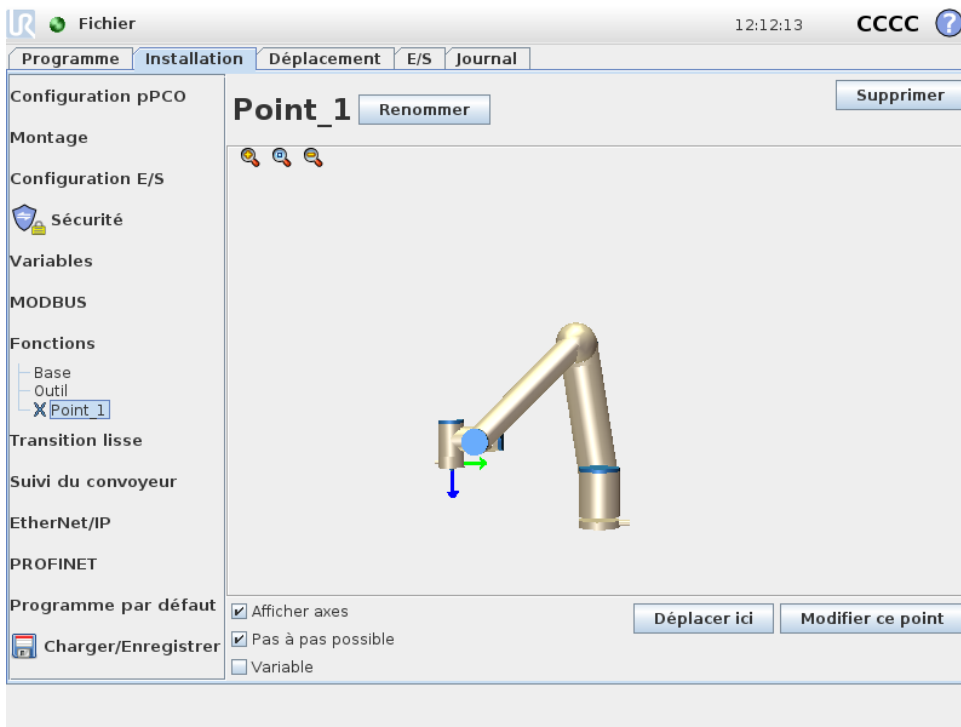 UR Fichier 12:12:13 CCCC ?
Programme Installation Déplacement E/S Journal
Configuration pPCO
Montage
Configuration E/S
Sécurité
Variables
MODBUS
Fonctions
Base
Outil
Point_1
Transition lisse
Suivi du convoyeur
EtherNet/IP
PROFINET
Programme par défaut
Charger/Enregistrer
Point_1 Renommer Supprimer
Afficher axes
Pas à pas possible
Variable
Déplacer ici Modifier ce point